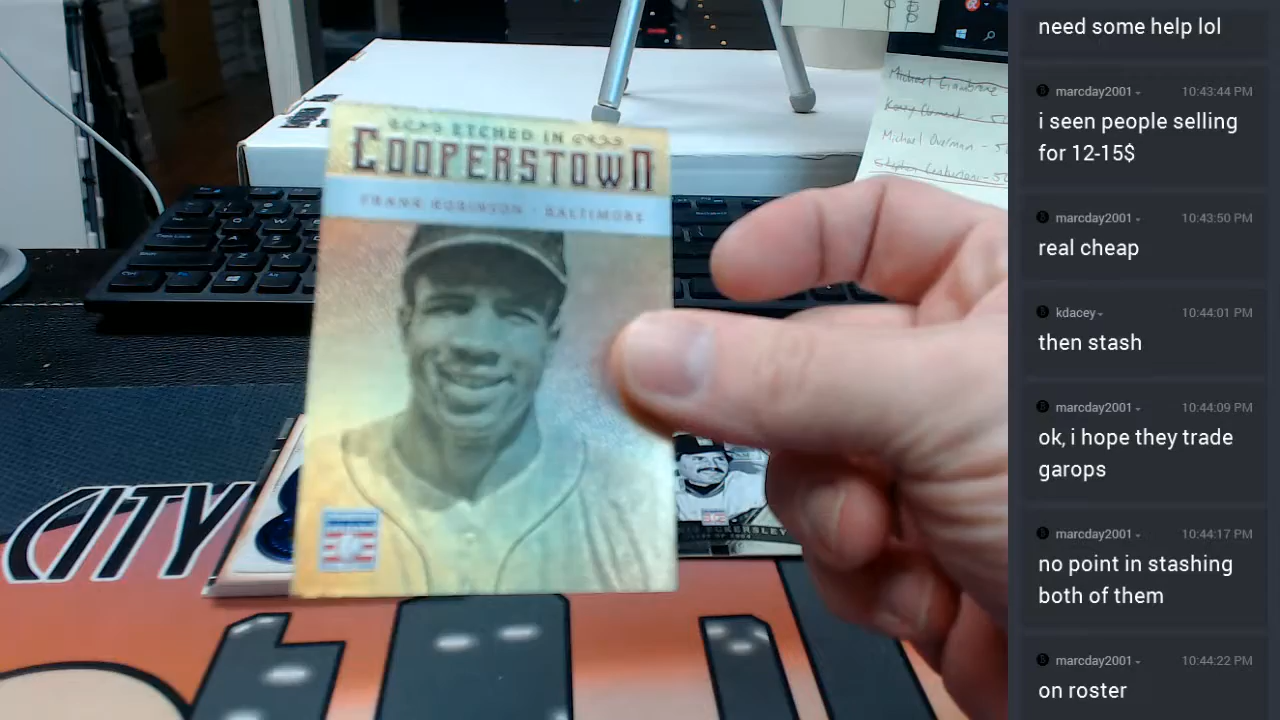 ETCHED IN
COOPERSTOWN
FRANK ROBINSON · BALTIMORE
CITY
need some help lol
marcday2001 10:43:44 PM
i seen people selling
for 12-15$
marcday2001 10:43:50 PM
real cheap
kdacey 10:44:01 PM
then stash
marcday2001 10:44:09 PM
ok, i hope they trade
garops
marcday2001 10:44:17 PM
no point in stashing
both of them
marcday2001 10:44:22 PM
on roster